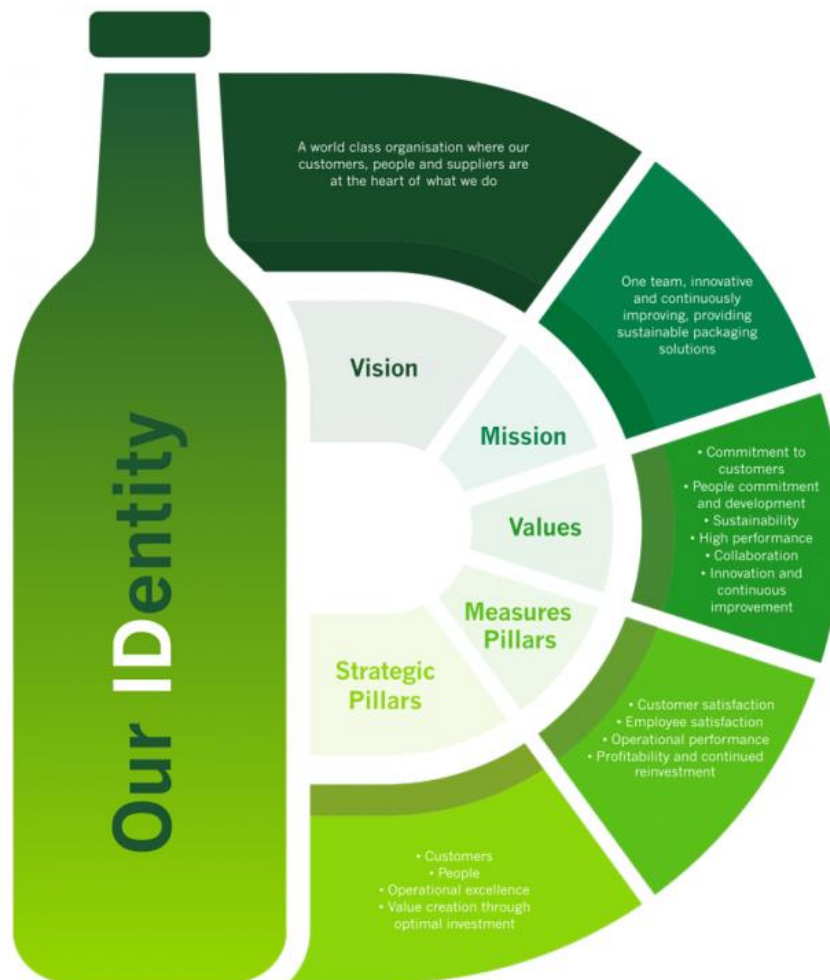 Our IDentity
A world class organisation where our
customers, people and suppliers are
at the heart of what we do
Vision
One team, innovative
and continuously
improving, providing
sustainable packaging
solutions
Mission
• Commitment to
customers
• People commitment
and development
• Sustainability
• High performance
• Collaboration
• Innovation and
continuous
improvement
Values
Measures
Pillars
• Customer satisfaction
• Employee satisfaction
• Operational performance
• Profitability and continued
reinvestment
Strategic
Pillars
• Customers
• People
• Operational excellence
• Value creation through
optimal investment